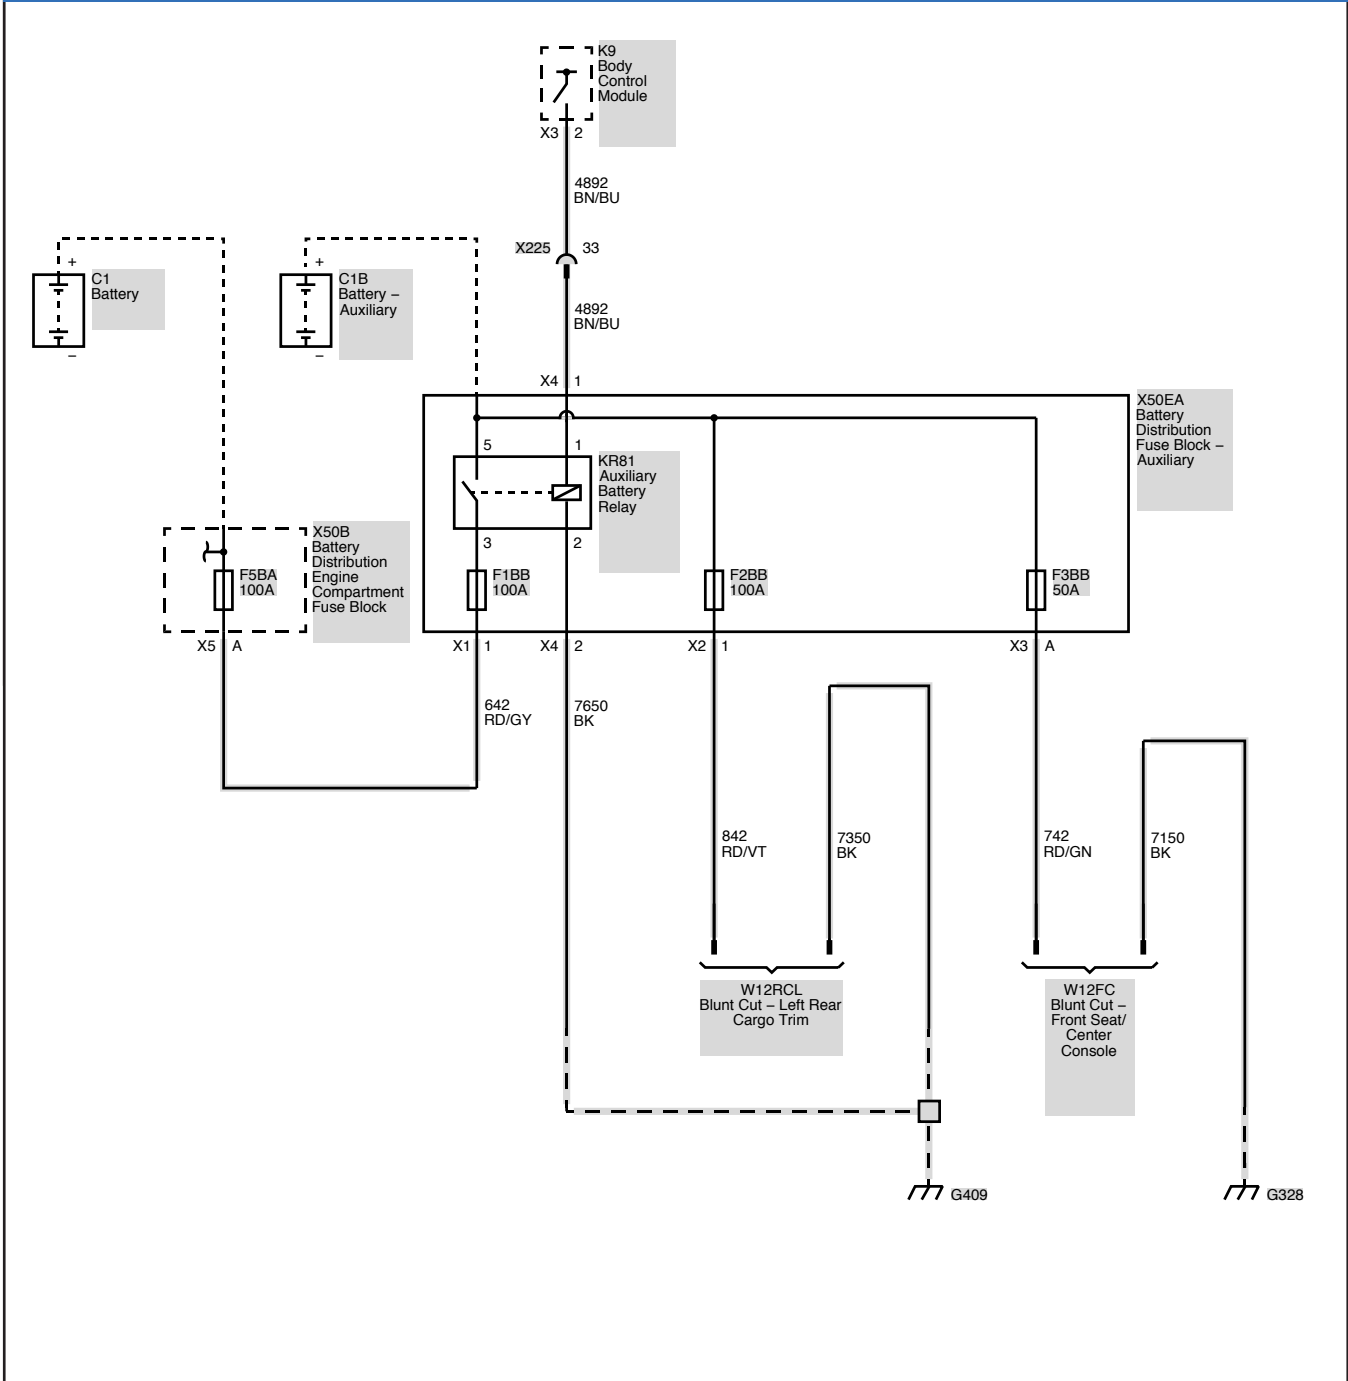 K9
Body
Control
Module
X3 2
4892
BN/BU
X225 33
4892
BN/BU
+
C1
Battery
−
+
C1B
Battery −
Auxiliary
−
X4 1
X50EA
Battery
Distribution
Fuse Block −
Auxiliary
5 1
KR81
Auxiliary
Battery
Relay
3 2
X50B
Battery
Distribution
Engine
Compartment
Fuse Block
F5BA
100A
F1BB
100A
F2BB
100A
F3BB
50A
X5 A
X1 1
X4 2
X2 1
X3 A
642
RD/GY
7650
BK
842
RD/VT
7350
BK
742
RD/GN
7150
BK
W12RCL
Blunt Cut − Left Rear
Cargo Trim
W12FC
Blunt Cut −
Front Seat/
Center
Console
G409
G328